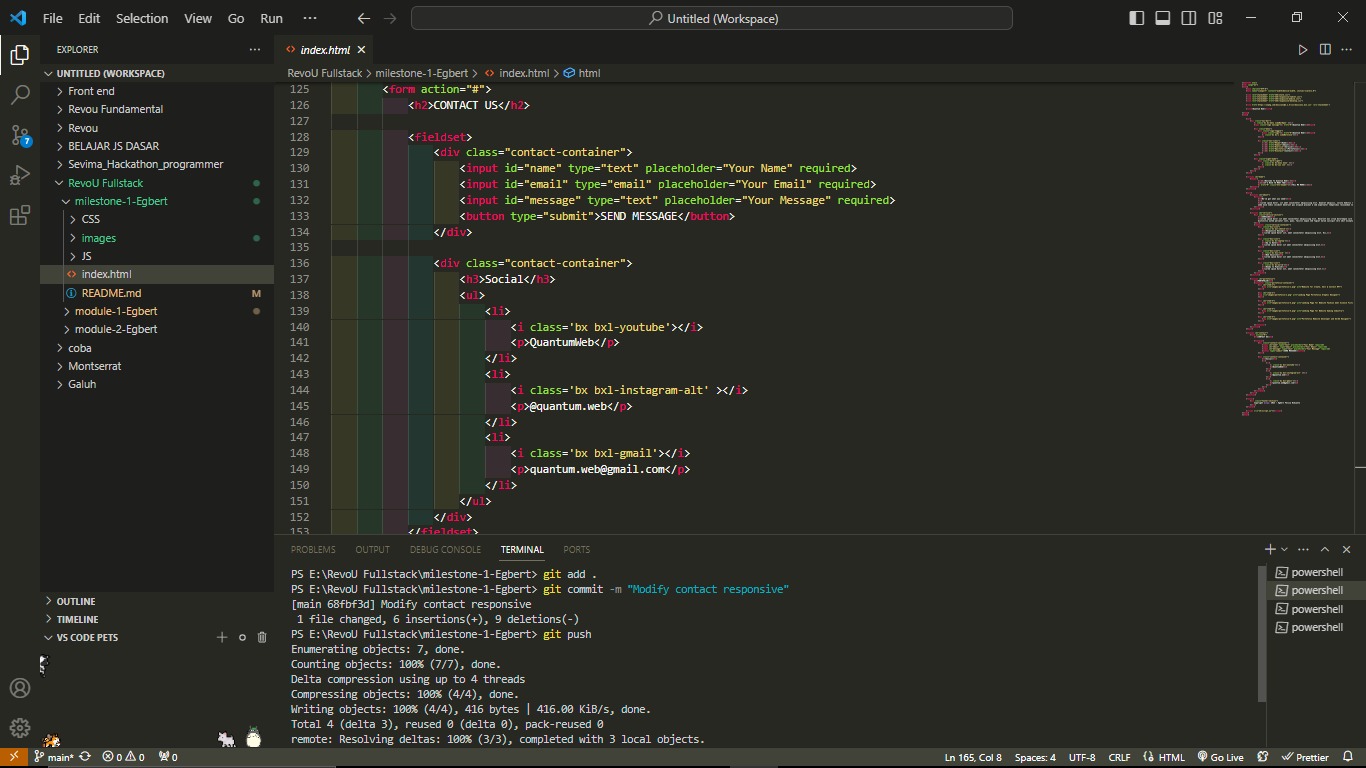 File Edit Selection View Go Run ··· Untitled (Workspace)
EXPLORER ···
UNTITLED (WORKSPACE)
Front end
Revou Fundamental
Revou
BELAJAR JS DASAR
Sevima_Hackathon_programmer
RevoU Fullstack
milestone-1-Egbert
CSS
images
JS
index.html
README.md M
module-1-Egbert
module-2-Egbert
coba
Montserrat
Galuh
OUTLINE
TIMELINE
VS CODE PETS
7
index.html
RevoU Fullstack > milestone-1-Egbert > index.html > html
125 <form action="#">
126 <h2>CONTACT US</h2>
127
128 <fieldset>
129 <div class="contact-container">
130 <input id="name" type="text" placeholder="Your Name" required>
131 <input id="email" type="email" placeholder="Your Email" required>
132 <input id="message" type="text" placeholder="Your Message" required>
133 <button type="submit">SEND MESSAGE</button>
134 </div>
135
136 <div class="contact-container">
137 <h3>Social</h3>
138 <ul>
139 <li>
140 <i class='bx bxl-youtube'></i>
141 <p>QuantumWeb</p>
142 </li>
143 <li>
144 <i class='bx bxl-instagram-alt' ></i>
145 <p>@quantum.web</p>
146 </li>
147 <li>
148 <i class='bx bxl-gmail'></i>
149 <p>quantum.web@gmail.com</p>
150 </li>
151 </ul>
152 </div>
153 </fieldset>
PROBLEMS OUTPUT DEBUG CONSOLE TERMINAL PORTS
PS E:\RevoU Fullstack\milestone-1-Egbert> git add .
PS E:\RevoU Fullstack\milestone-1-Egbert> git commit -m "Modify contact responsive"
[main 68fbf3d] Modify contact responsive
1 file changed, 6 insertions(+), 9 deletions(-)
PS E:\RevoU Fullstack\milestone-1-Egbert> git push
Enumerating objects: 7, done.
Counting objects: 100% (7/7), done.
Delta compression using up to 4 threads
Compressing objects: 100% (4/4), done.
Writing objects: 100% (4/4), 416 bytes | 416.00 KiB/s, done.
Total 4 (delta 3), reused 0 (delta 0), pack-reused 0
remote: Resolving deltas: 100% (3/3), completed with 3 local objects.
powershell
powershell
powershell
powershell
main* 0 0 0 Ln 165, Col 8 Spaces: 4 UTF-8 CRLF HTML Go Live Prettier